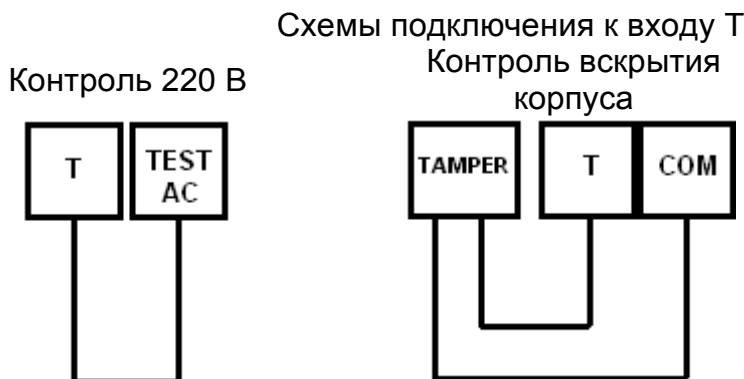 Схемы подключения к входу Т
Контроль 220 В
Контроль вскрытия
корпуса
T
TEST
AC
TAMPER
T
COM